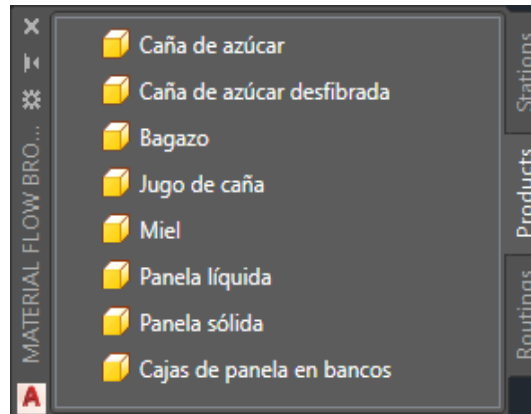 Caña de azúcar
Caña de azúcar desfibrada
Bagazo
Jugo de caña
Miel
Panela líquida
Panela sólida
Cajas de panela en bancos
MATERIAL FLOW BRO...
Stations
Products
Routings
A